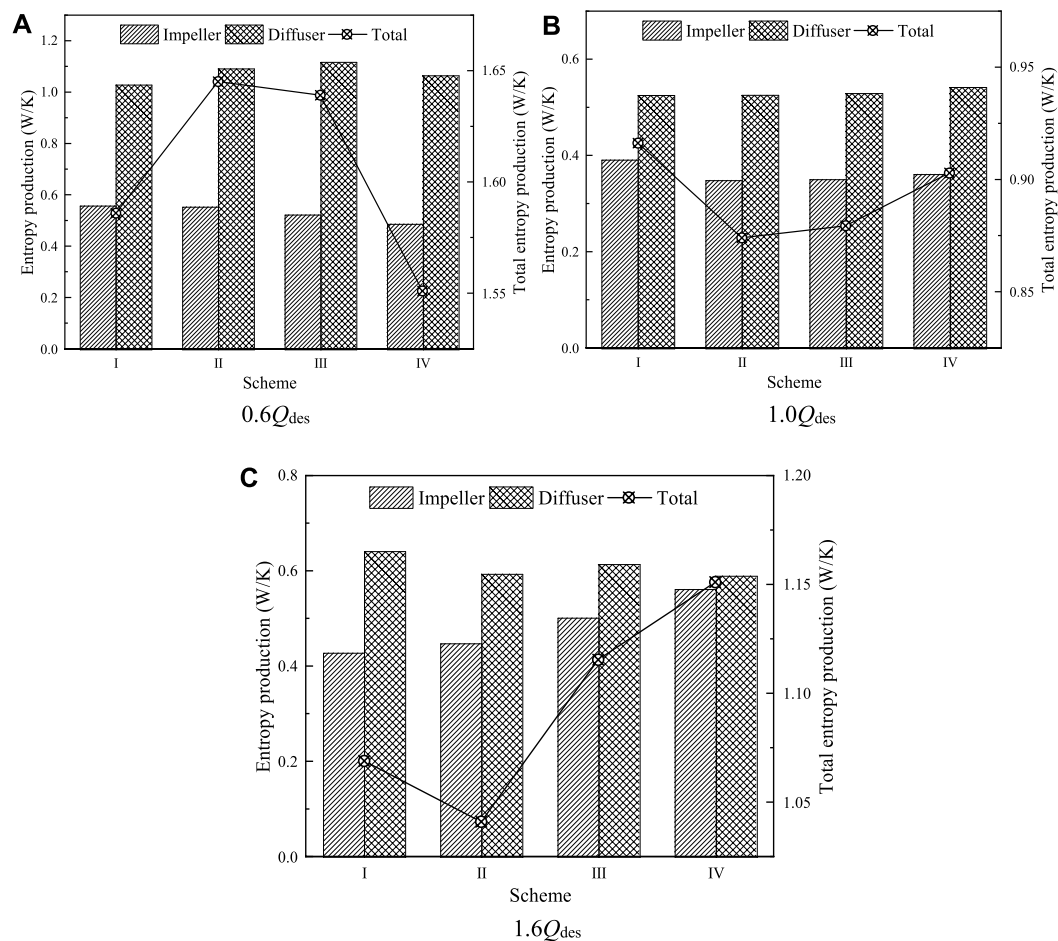 A
Impeller Diffuser Total
Entropy production (W/K)
1.2
1.0
0.8
0.6
0.4
0.2
0.0
1.65
1.60
1.55
Total entropy production (W/K)
I II III IV
Scheme
0.6Qdes
B
Impeller Diffuser Total
Entropy production (W/K)
0.6
0.4
0.2
0.0
0.95
0.90
0.85
Total entropy production (W/K)
I II III IV
Scheme
1.0Qdes
C
Impeller Diffuser Total
Entropy production (W/K)
0.8
0.6
0.4
0.2
0.0
1.20
1.15
1.10
1.05
Total entropy production (W/K)
I II III IV
Scheme
1.6Qdes